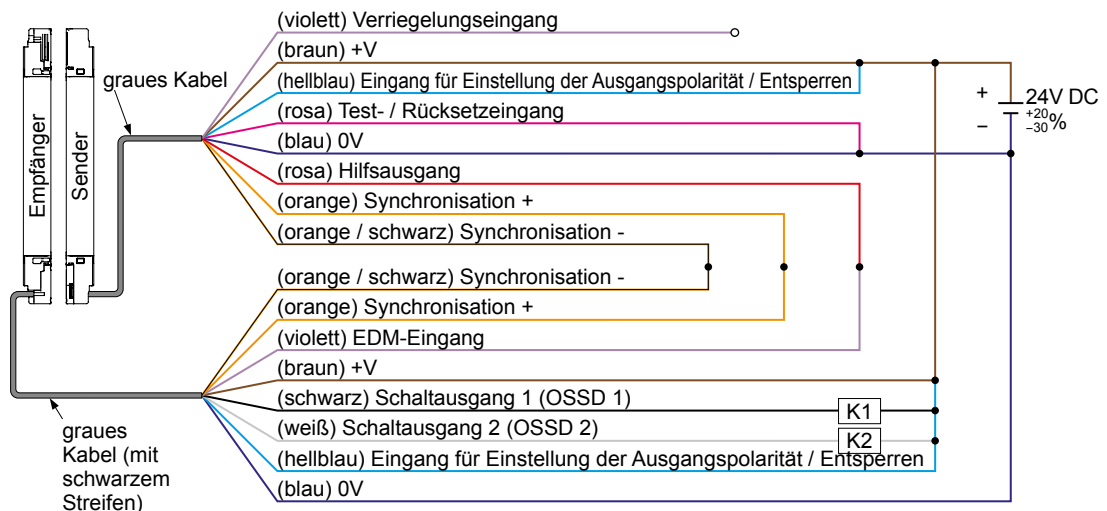 (violett) Verriegelungseingang
(braun) +V
graues Kabel
(hellblau) Eingang für Einstellung der Ausgangspolarität / Entsperren
(rosa) Test- / Rücksetzeingang
(blau) 0V
(rosa) Hilfsausgang
(orange) Synchronisation +
(orange / schwarz) Synchronisation -
+
24V DC
+20
−30%
−
Empfänger
Sender
(orange / schwarz) Synchronisation -
(orange) Synchronisation +
(violett) EDM-Eingang
(braun) +V
(schwarz) Schaltausgang 1 (OSSD 1)
K1
(weiß) Schaltausgang 2 (OSSD 2)
K2
(hellblau) Eingang für Einstellung der Ausgangspolarität / Entsperren
(blau) 0V
graues
Kabel (mit
schwarzem
Streifen)